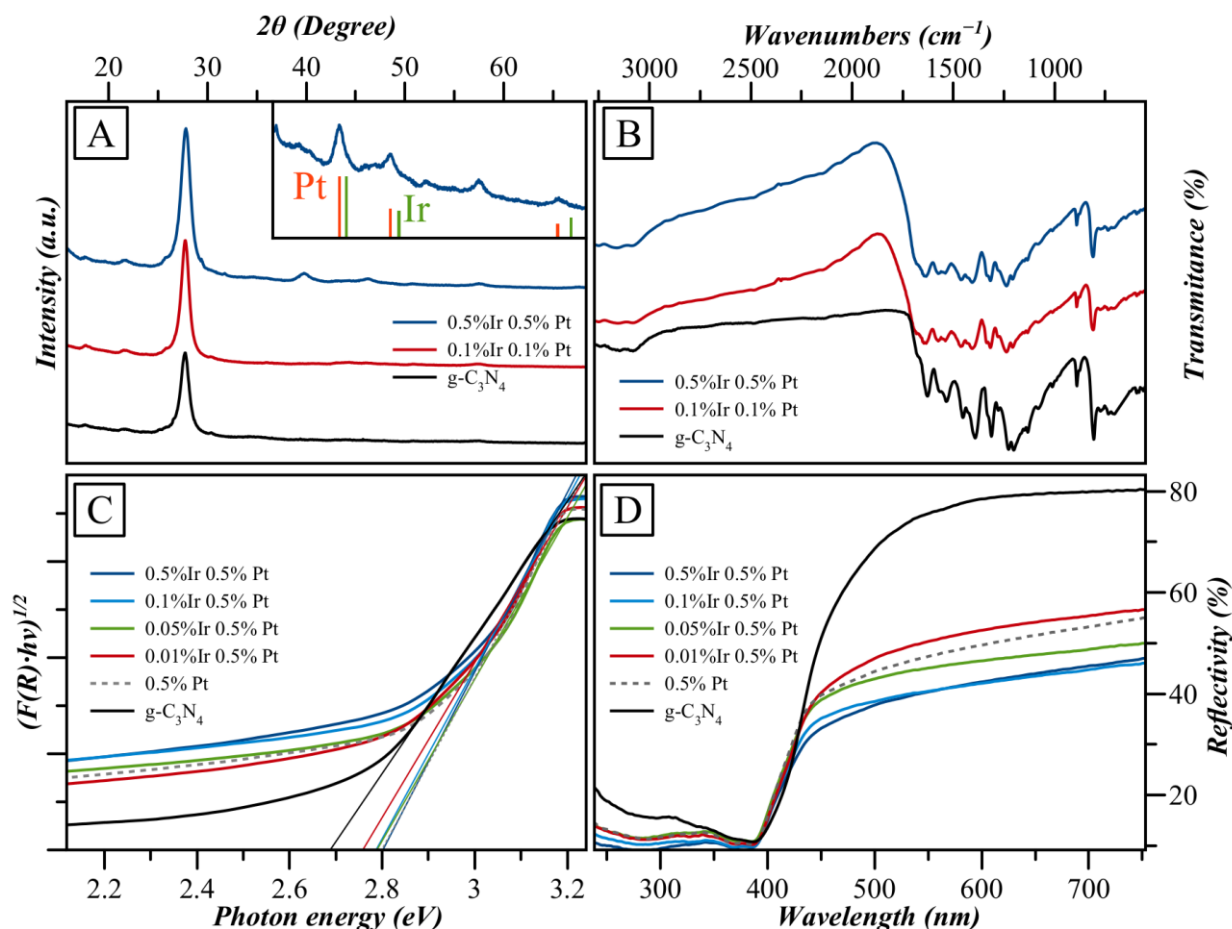 2θ (Degree)
20 30 40 50 60
Wavenumbers (cm⁻¹)
3000 2500 2000 1500 1000
A
Pt
Ir
Intensity (a.u.)
0.5%Ir 0.5% Pt
0.1%Ir 0.1% Pt
g-C₃N₄
B
Transmitance (%)
0.5%Ir 0.5% Pt
0.1%Ir 0.1% Pt
g-C₃N₄
C
(F(R)·hν)^1/2
0.5%Ir 0.5% Pt
0.1%Ir 0.5% Pt
0.05%Ir 0.5% Pt
0.01%Ir 0.5% Pt
0.5% Pt
g-C₃N₄
2.2 2.4 2.6 2.8 3 3.2
Photon energy (eV)
D
0.5%Ir 0.5% Pt
0.1%Ir 0.5% Pt
0.05%Ir 0.5% Pt
0.01%Ir 0.5% Pt
0.5% Pt
g-C₃N₄
80
60
40
20
Reflectivity (%)
300 400 500 600 700
Wavelength (nm)